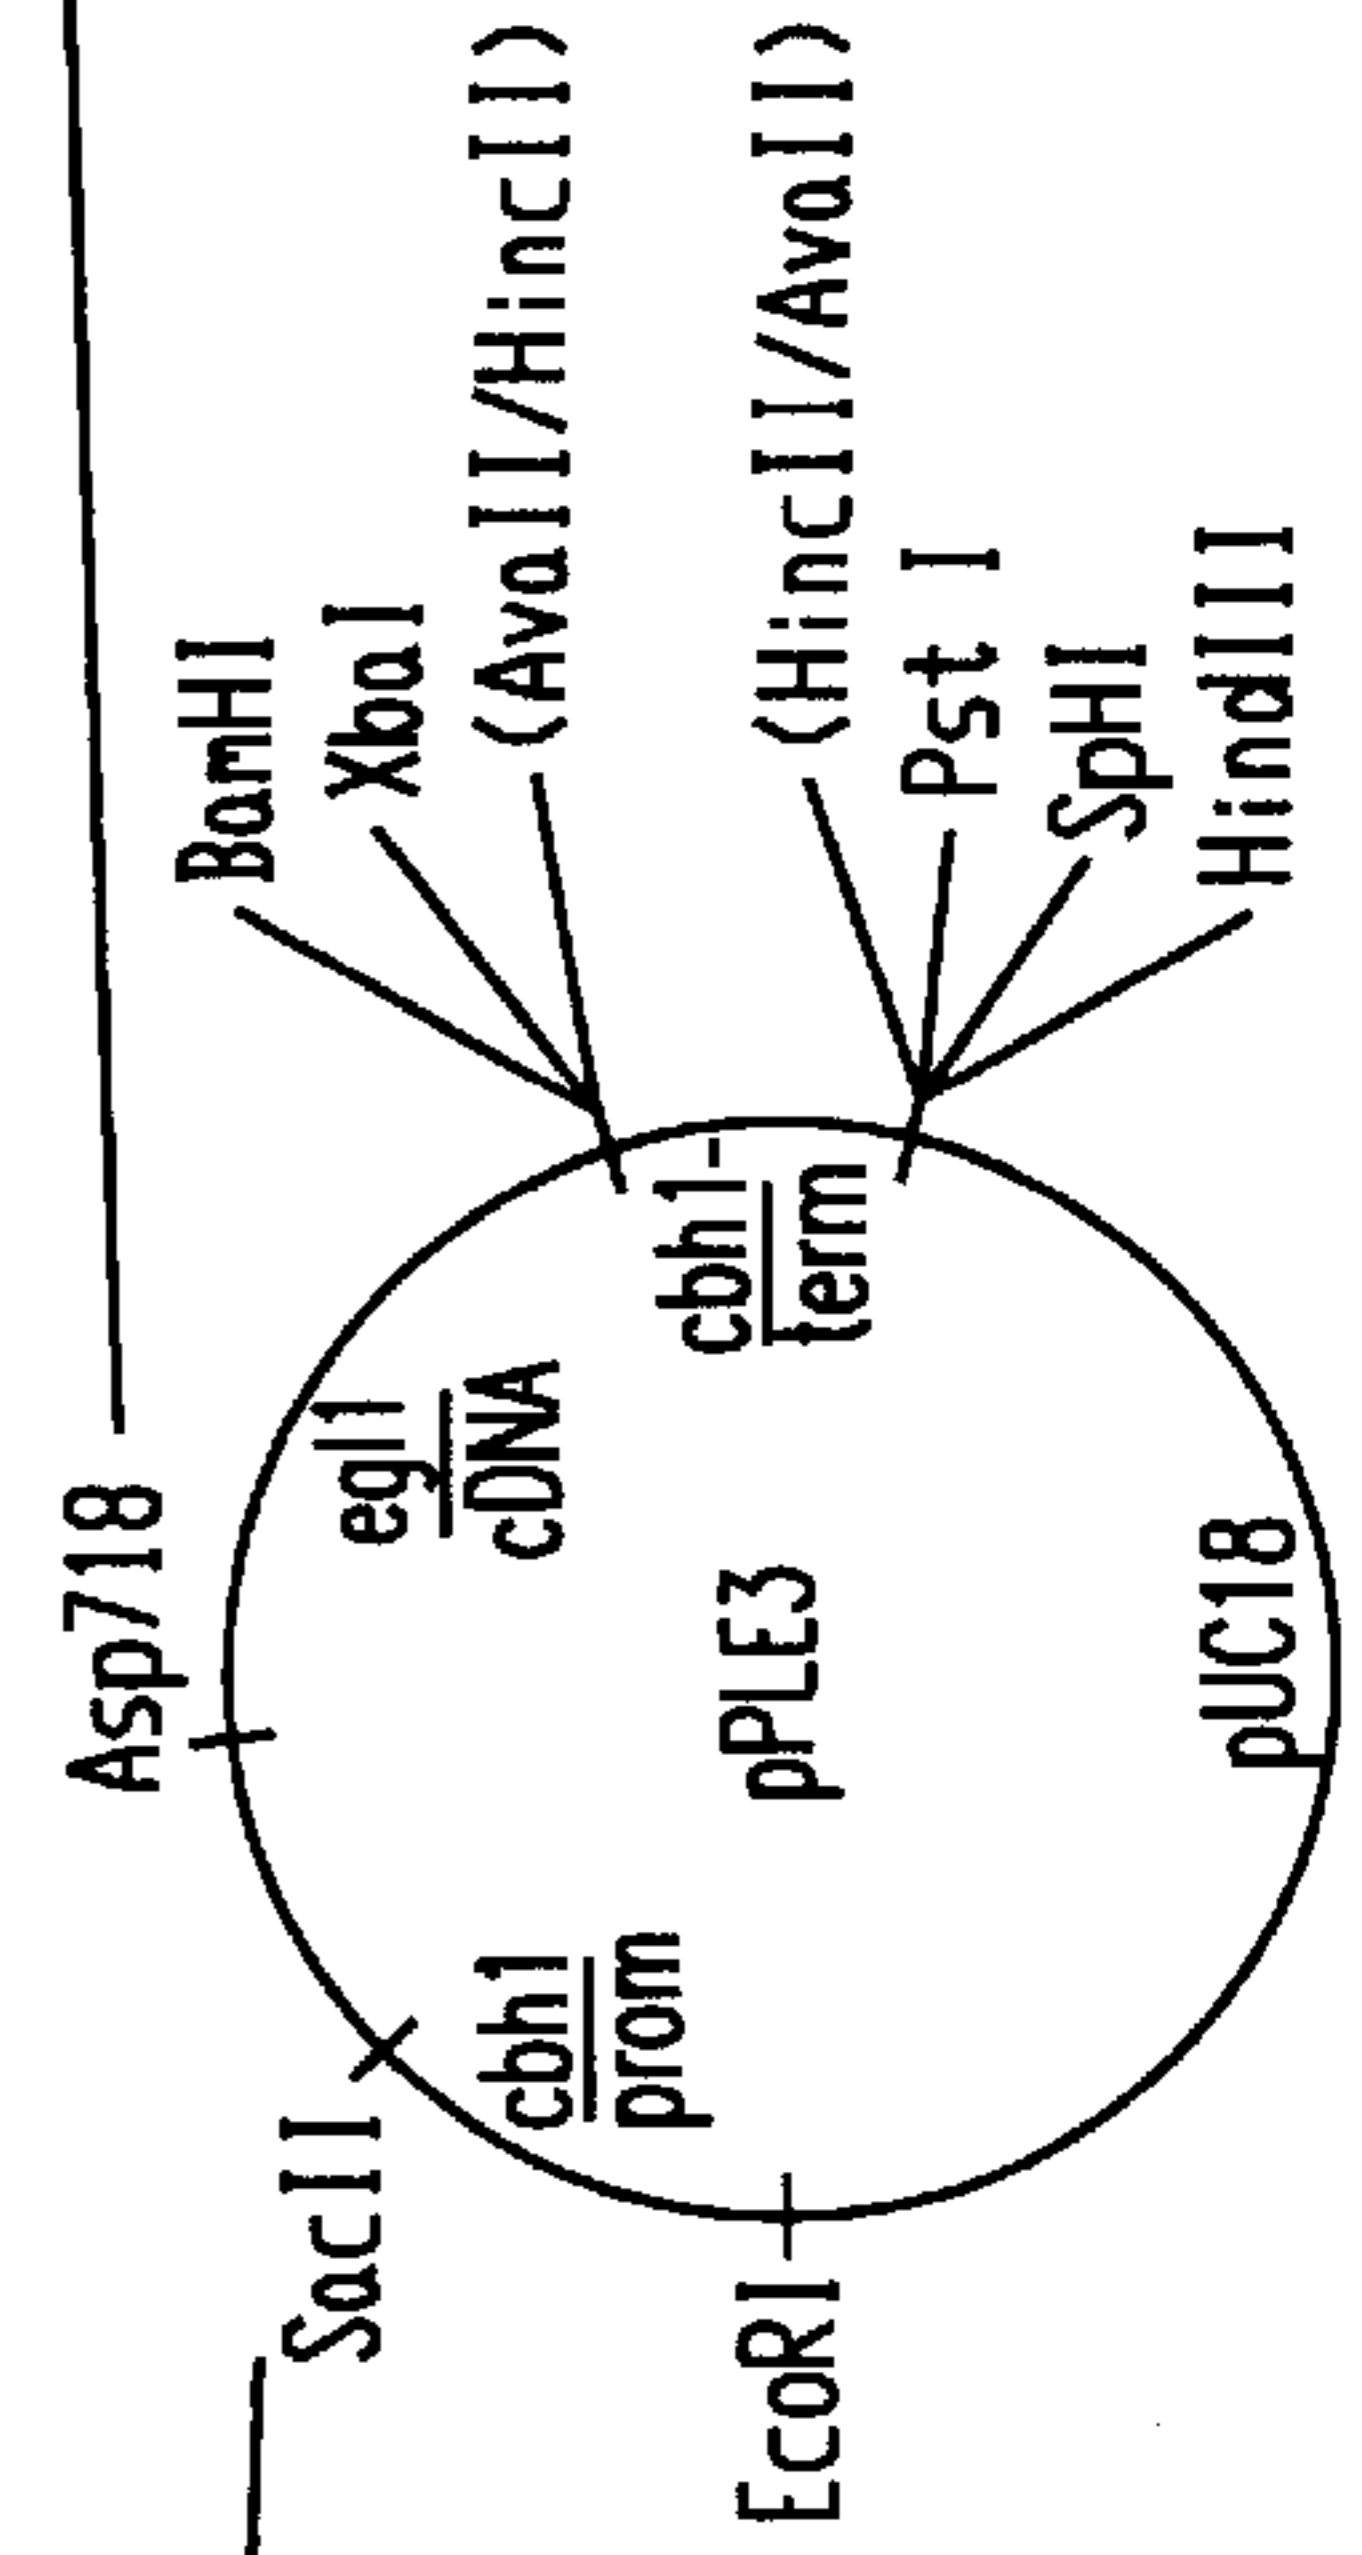 Asp718
BamHI
XbaI
(AvaII/HincII)
(HincII/AvaII)
Pst I
SpHI
HindIII
SacII
EcoRI
cbh1
prom
egl1
cDNA
cbh1-
term
pPLE3
pUC18